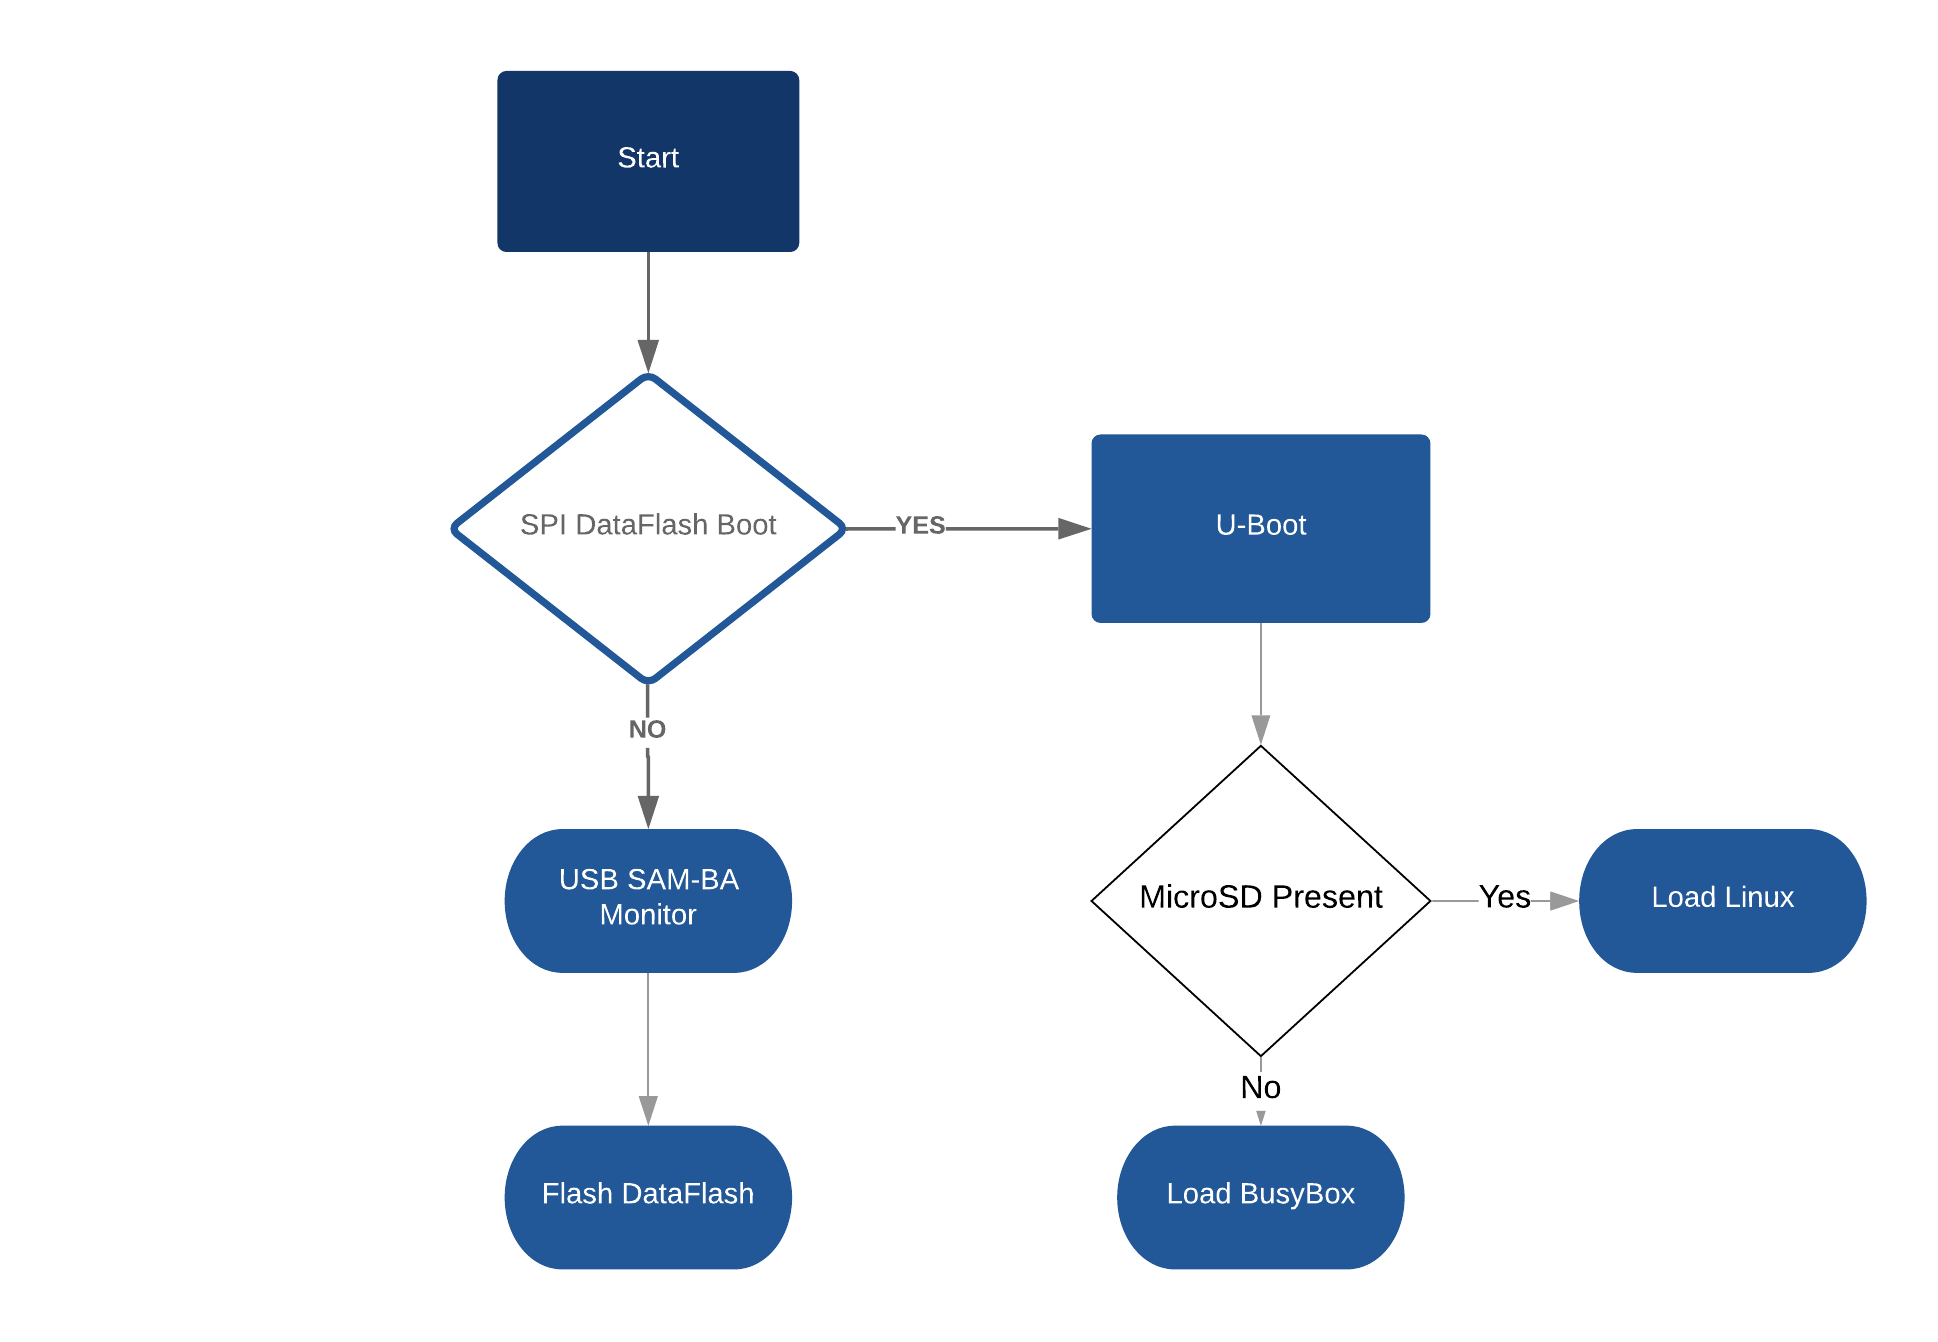 Start
SPI DataFlash Boot
YES
U-Boot
NO
USB SAM-BA
Monitor
MicroSD Present
Yes
Load Linux
No
Flash DataFlash
Load BusyBox